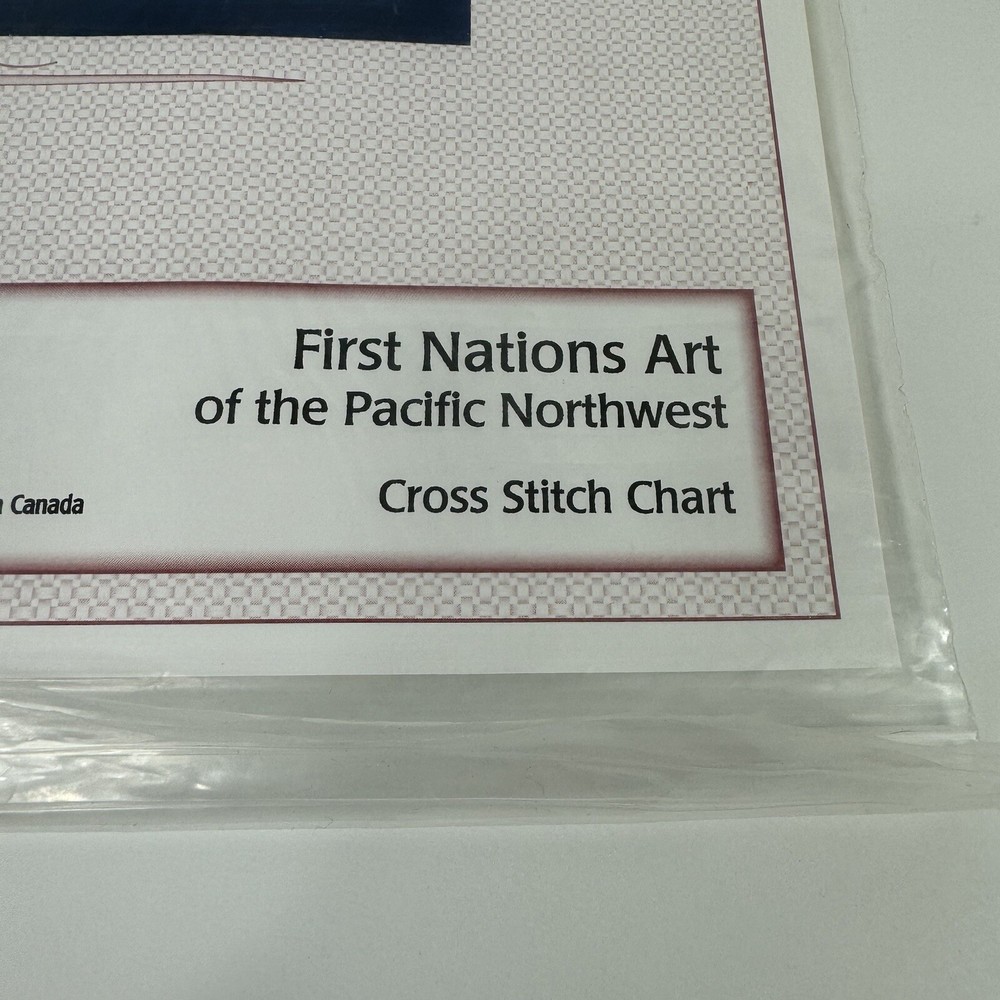 First Nations Art
of the Pacific Northwest
Canada
Cross Stitch Chart